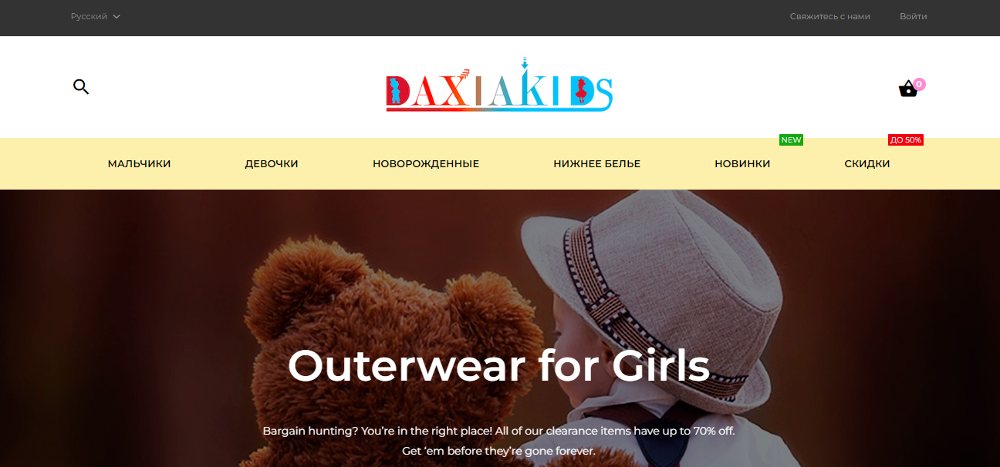 Русский
Свяжитесь с нами
Войти
DAXIAKIDS
0
NEW
ДО 50%
МАЛЬЧИКИ
ДЕВОЧКИ
НОВОРОЖДЕННЫЕ
НИЖНЕЕ БЕЛЬЕ
НОВИНКИ
СКИДКИ
Outerwear for Girls
Bargain hunting? You’re in the right place! All of our clearance items have up to 70% off.
Get ‘em before they’re gone forever.